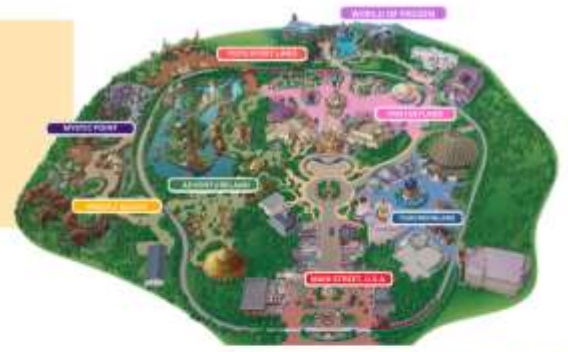 WORLD OF FROZEN
TOY STORY LAND
FANTASYLAND
MYSTIC POINT
ADVENTURELAND
GRIZZLY GULCH
TOMORROWLAND
MAIN STREET, U.S.A.